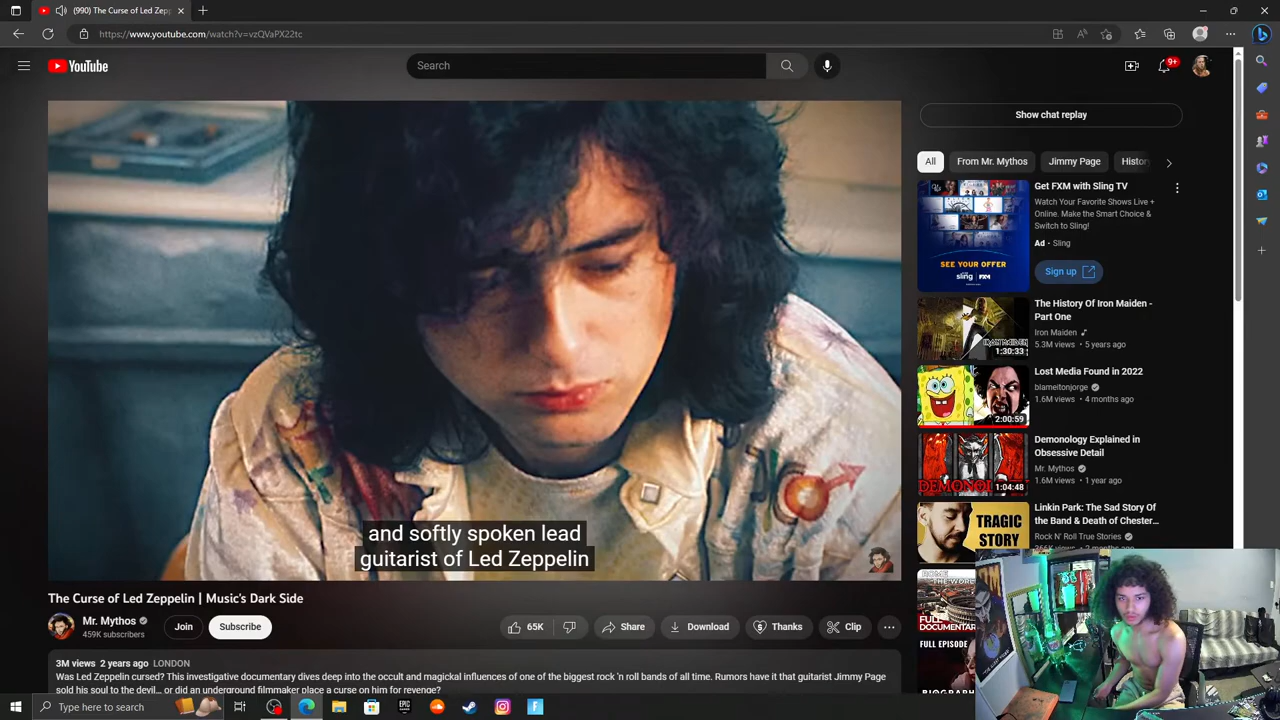 (990) The Curse of Led Zepp
https://www.youtube.com/watch?v=vzQVaPX22tc
YouTube
Search
9+
Show chat replay
All
From Mr. Mythos
Jimmy Page
Get FXM with Sling TV
Watch Your Favorite Shows Live +
Online. Make the Smart Choice &
Switch to Sling!
Ad · Sling
Sign up
SEE YOUR OFFER
sling
FXM
The History Of Iron Maiden -
Part One
Iron Maiden
5.3M views • 5 years ago
IRON MAIDEN
1:30:33
Lost Media Found in 2022
blameitonjorge
1.6M views • 4 months ago
2:00:59
Demonology Explained in
Obsessive Detail
Mr. Mythos
1.6M views • 1 year ago
1:04:48
Linkin Park: The Sad Story Of
the Band & Death of Chester...
Rock N' Roll True Stories
TRAGIC
STORY
and softly spoken lead
guitarist of Led Zeppelin
The Curse of Led Zeppelin | Music's Dark Side
Mr. Mythos
459K subscribers
Join
Subscribe
65K
Share
Download
Thanks
Clip
3M views 2 years ago LONDON
Was Led Zeppelin cursed? This investigative documentary dives deep into the occult and magickal influences of one of the biggest rock 'n roll bands of all time. Rumors have it that guitarist Jimmy Page
sold his soul to the devil... or did an underground filmmaker place a curse on him for revenge?
FULL EPISODE
Type here to search
EPIC
GAMES